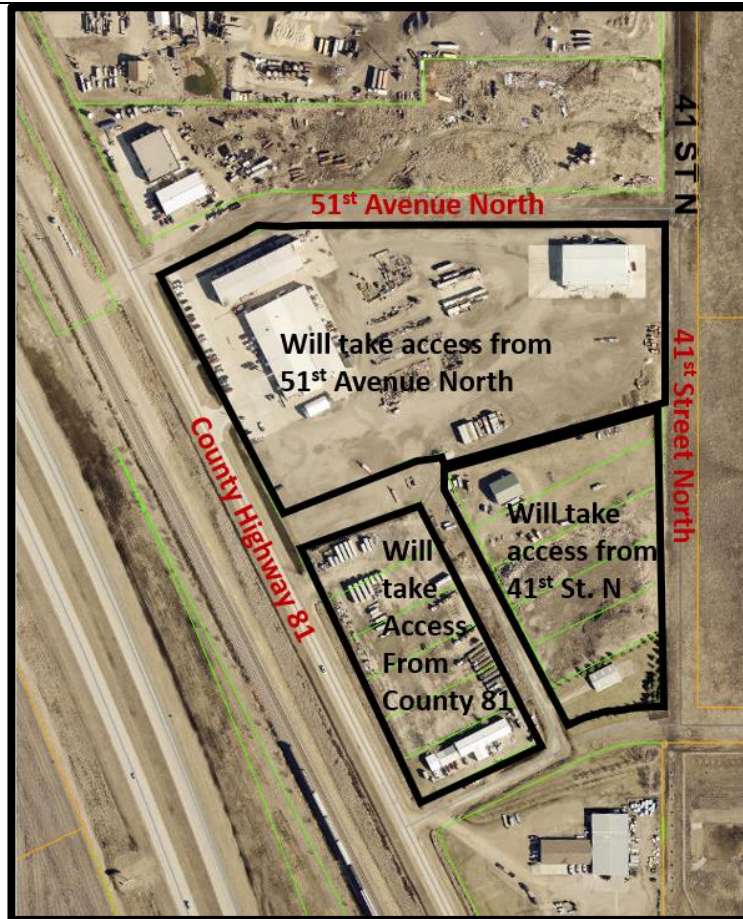 41 ST N
51st Avenue North
Will take access from
51st Avenue North
41st Street North
County Highway 81
Will take
access from
41st St. N
Will
take
Access
From
County 81